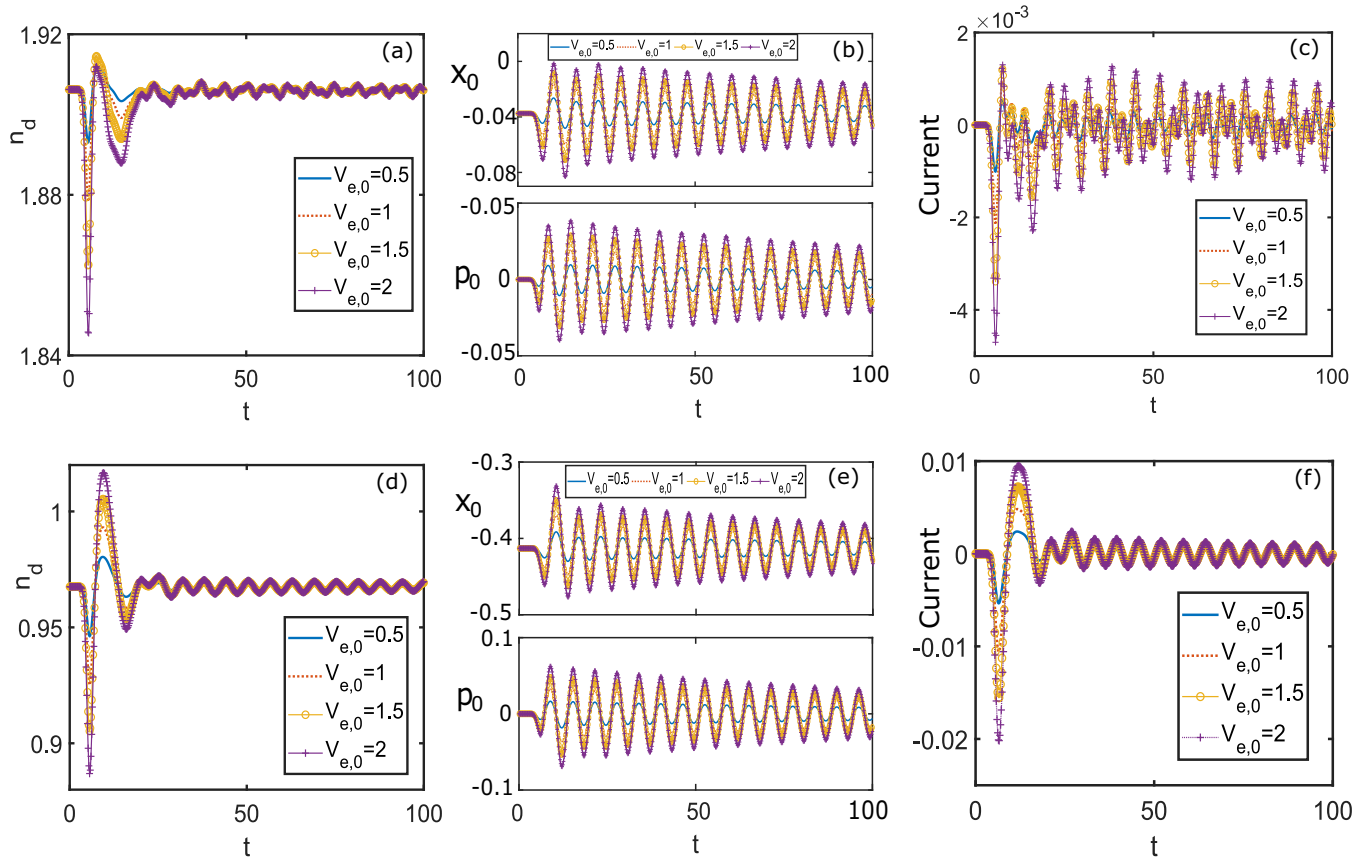 1.92
1.88
1.84
n_d
(a)
V_e,0=0.5
V_e,0=1
V_e,0=1.5
V_e,0=2
0 50 100
t
V_e,0=0.5 V_e,0=1 V_e,0=1.5 V_e,0=2
(b)
x_0
0
-0.04
-0.08
-0.05
p_0
0
-0.05
0 50 100
t
×10^-3
2
0
-2
-4
Current
(c)
V_e,0=0.5
V_e,0=1
V_e,0=1.5
V_e,0=2
0 50 100
t
1
0.95
0.9
n_d
(d)
V_e,0=0.5
V_e,0=1
V_e,0=1.5
V_e,0=2
0 50 100
t
V_e,0=0.5 V_e,0=1 V_e,0=1.5 V_e,0=2
(e)
x_0
-0.3
-0.4
-0.5
0.1
p_0
0
-0.1
0 50 100
t
0.01
0
-0.01
-0.02
Current
(f)
V_e,0=0.5
V_e,0=1
V_e,0=1.5
V_e,0=2
0 50 100
t